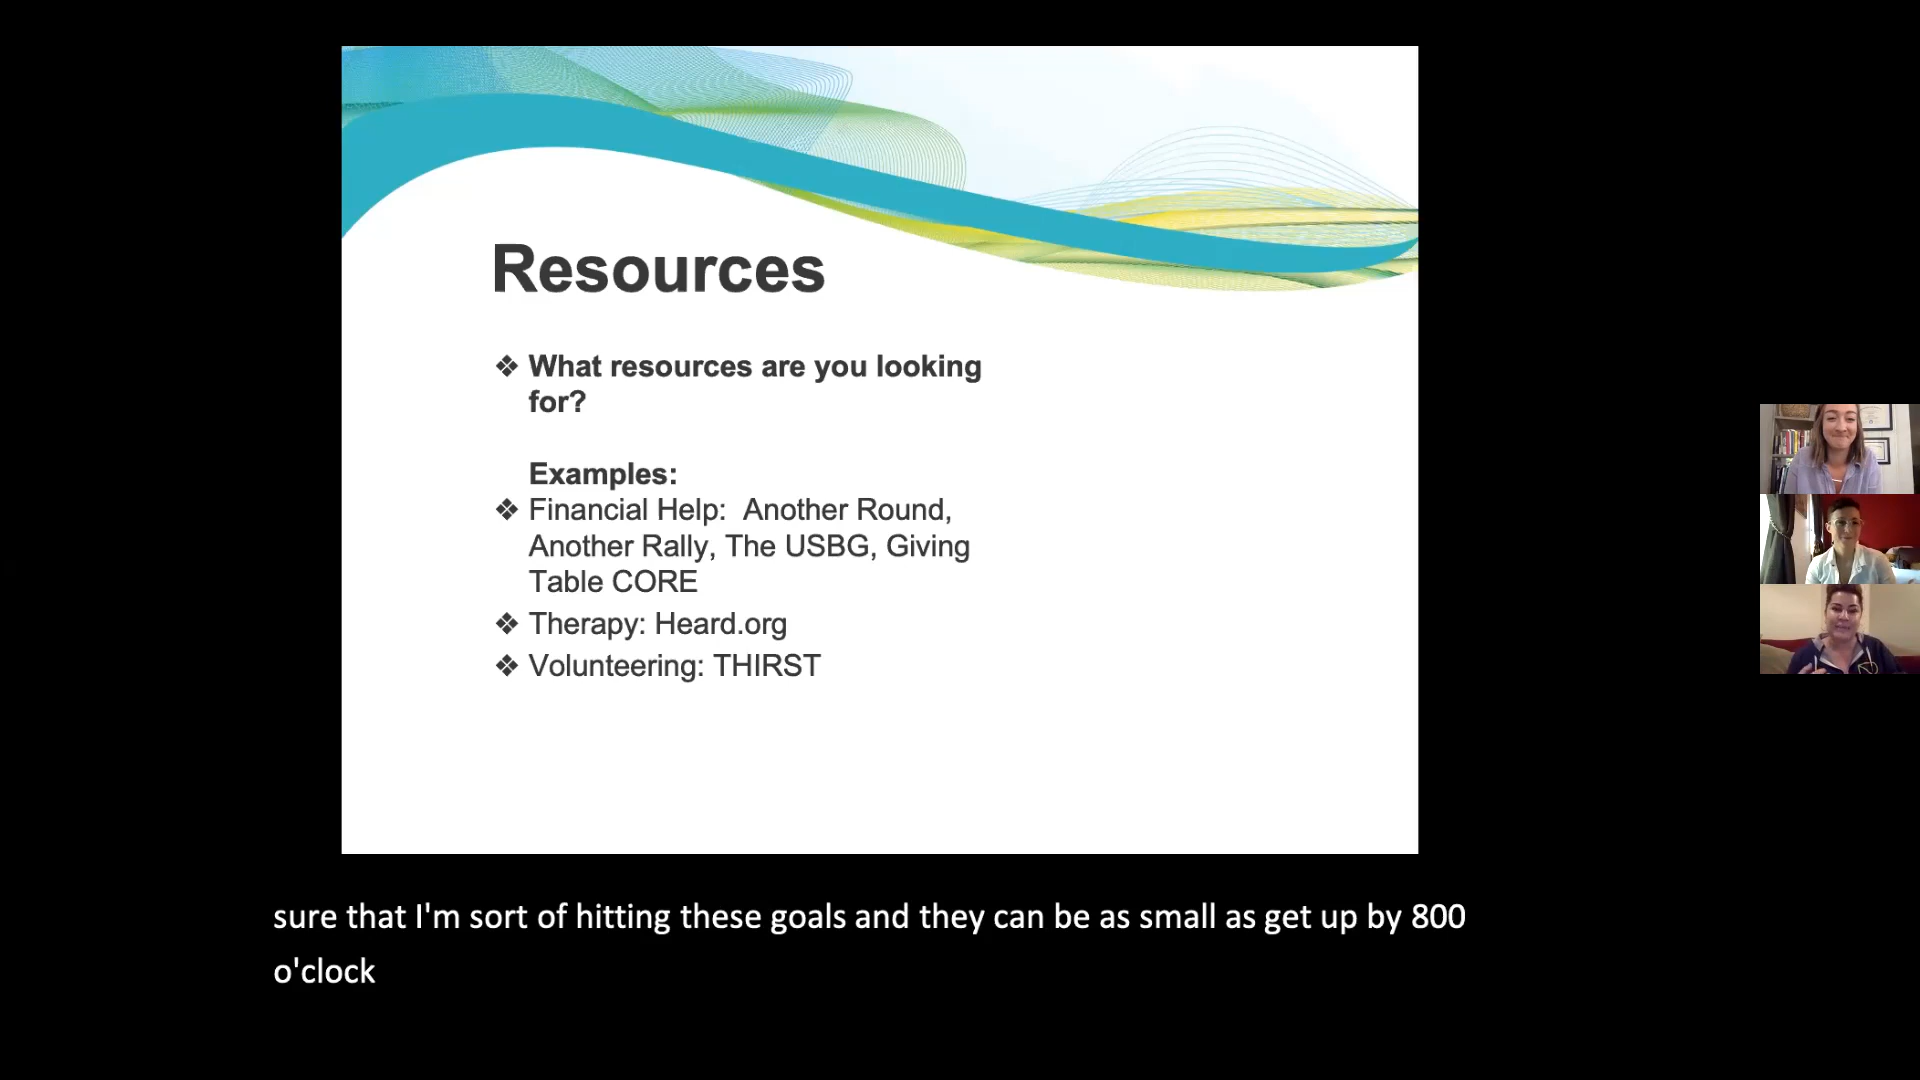 Resources
❖ What resources are you looking
for?
Examples:
❖ Financial Help:  Another Round,
Another Rally, The USBG, Giving
Table CORE
❖ Therapy: Heard.org
❖ Volunteering: THIRST
sure that I'm sort of hitting these goals and they can be as small as get up by 800
o'clock